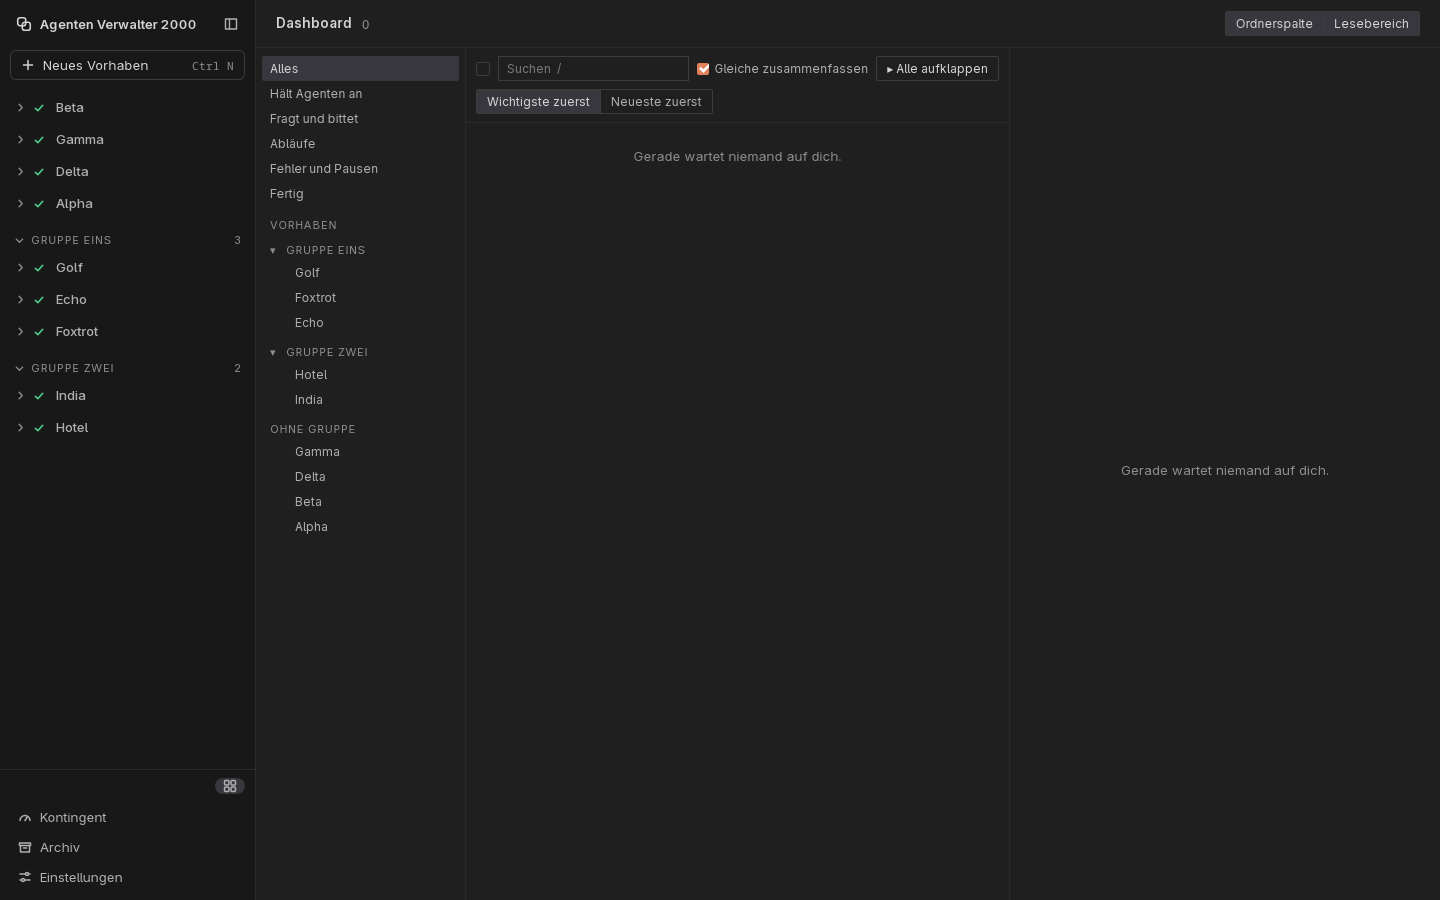 Agenten Verwalter 2000
Neues Vorhaben Ctrl N
Beta
Gamma
Delta
Alpha
GRUPPE EINS 3
Golf
Echo
Foxtrot
GRUPPE ZWEI 2
India
Hotel
Kontingent
Archiv
Einstellungen
Dashboard 0
Ordnerspalte Lesebereich
Alles
Hält Agenten an
Fragt und bittet
Abläufe
Fehler und Pausen
Fertig
VORHABEN
GRUPPE EINS
Golf
Foxtrot
Echo
GRUPPE ZWEI
Hotel
India
OHNE GRUPPE
Gamma
Delta
Beta
Alpha
Suchen / Gleiche zusammenfassen ▸ Alle aufklappen
Wichtigste zuerst Neueste zuerst
Gerade wartet niemand auf dich.
Gerade wartet niemand auf dich.